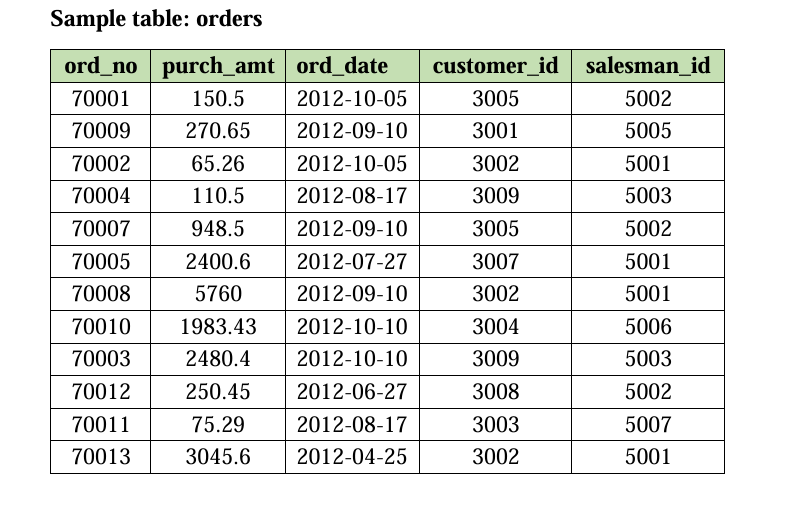 Sample table: orders
ord_no purch_amt ord_date customer_id salesman_id
70001 150.5 2012-10-05 3005 5002
70009 270.65 2012-09-10 3001 5005
70002 65.26 2012-10-05 3002 5001
70004 110.5 2012-08-17 3009 5003
70007 948.5 2012-09-10 3005 5002
70005 2400.6 2012-07-27 3007 5001
70008 5760 2012-09-10 3002 5001
70010 1983.43 2012-10-10 3004 5006
70003 2480.4 2012-10-10 3009 5003
70012 250.45 2012-06-27 3008 5002
70011 75.29 2012-08-17 3003 5007
70013 3045.6 2012-04-25 3002 5001